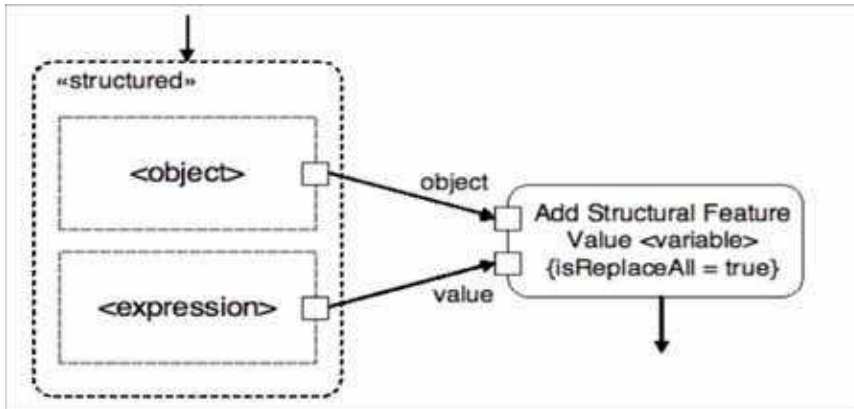 «structured»
<object>
object
Add Structural Feature
Value <variable>
{isReplaceAll = true}
<expression>
value